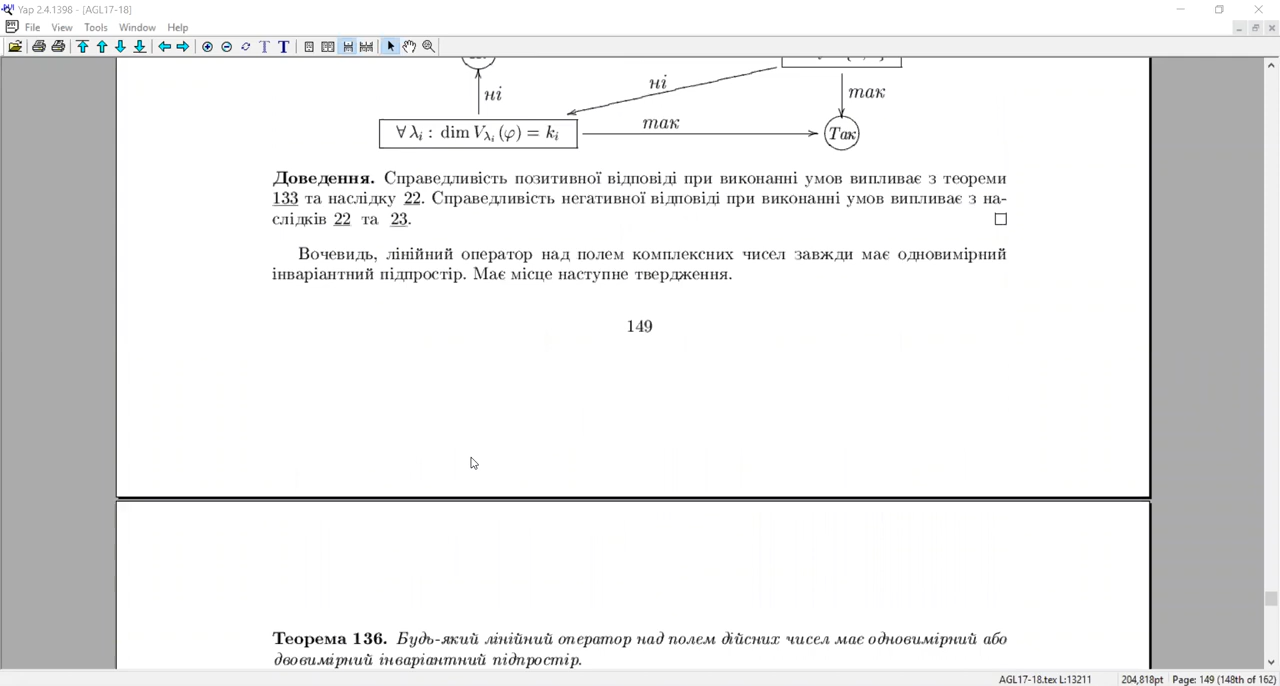 Yap 2.4.1398 - [AGL17-18]
File View Tools Window Help
ні
ні
так
∀ λᵢ : dim V_{λᵢ}(φ) = kᵢ
так
Так
Доведення. Справедливість позитивної відповіді при виконанні умов випливає з теореми
133 та наслідку 22. Справедливість негативної відповіді при виконанні умов випливає з на-
слідків 22 та 23.
Вочевидь, лінійний оператор над полем комплексних чисел завжди має одновимірний
інваріантний підпростір. Має місце наступне твердження.
149
Теорема 136. Будь-який лінійний оператор над полем дійсних чисел має одновимірний або
двовимірний інваріантний підпростір.
AGL17-18.tex L:13211 204,818pt Page: 149 (148th of 162)